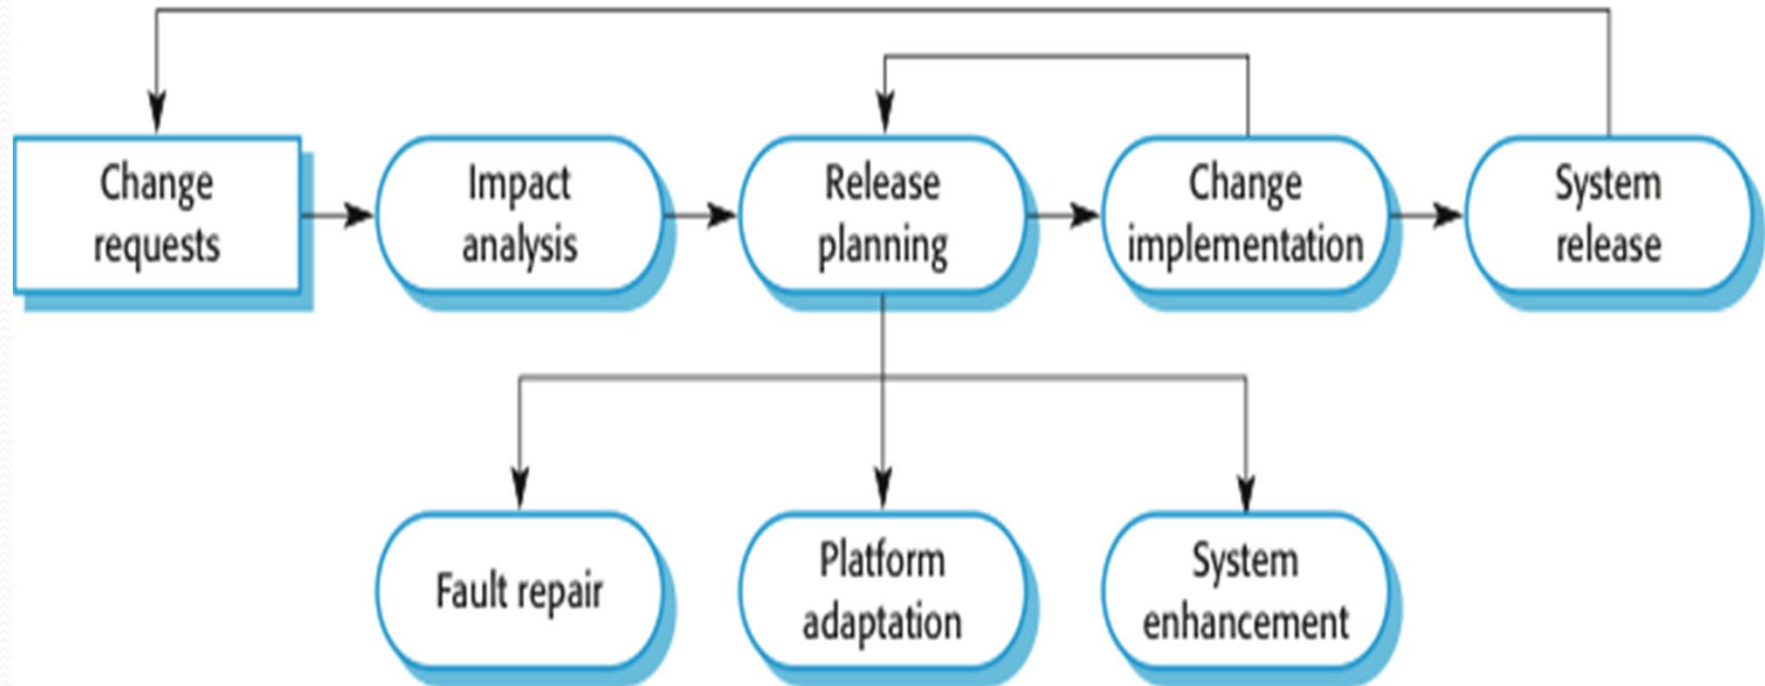 Change
requests
Impact
analysis
Release
planning
Change
implementation
System
release
Fault repair
Platform
adaptation
System
enhancement